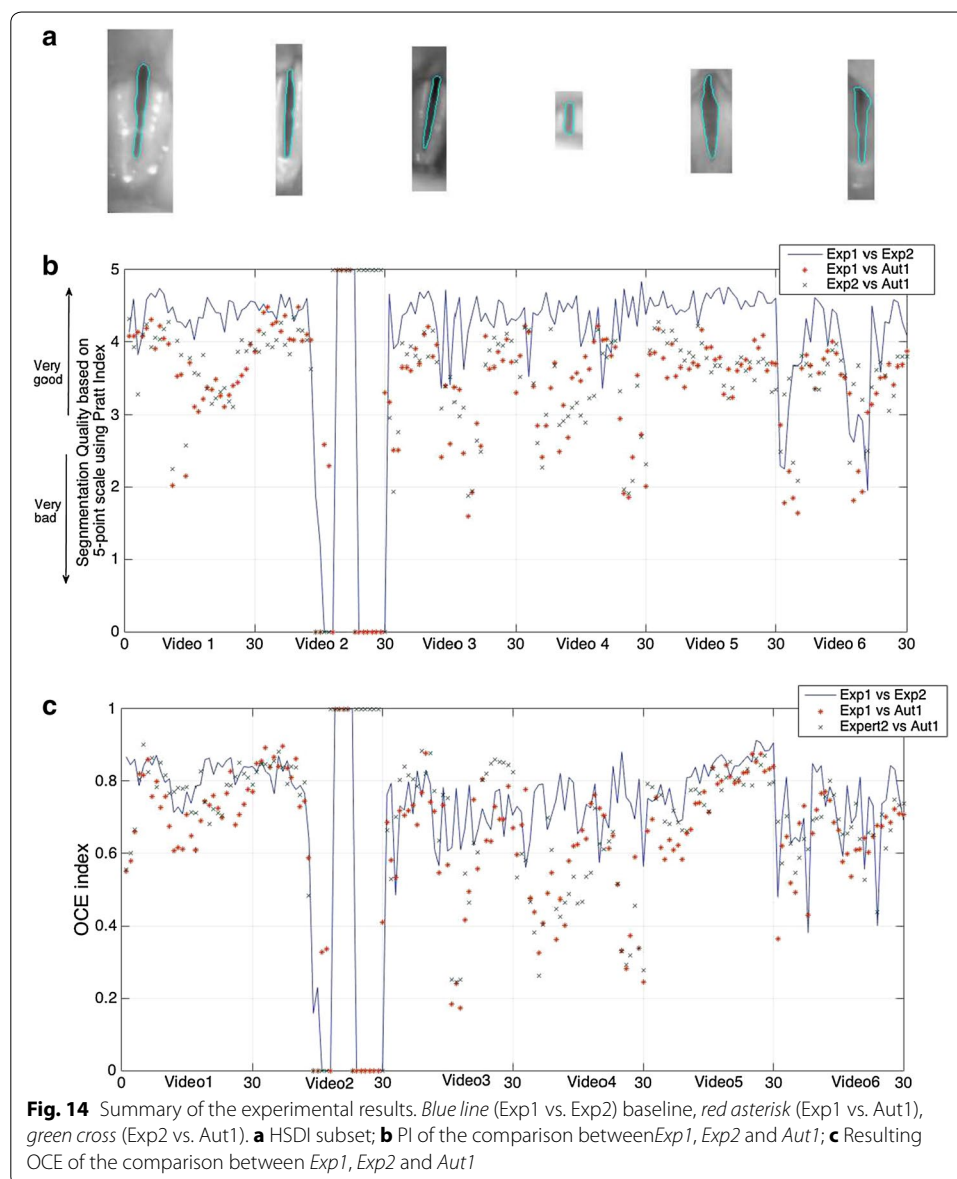 a
b
Exp1 vs Exp2
Exp1 vs Aut1
Exp2 vs Aut1
Very good
Very bad
Segnmentation Quality based on
5-point scale using Pratt Index
5
4
3
2
1
0
0 Video 1 30 Video 2 30 Video 3 30 Video 4 30 Video 5 30 Video 6 30
c
Exp1 vs Exp2
Exp1 vs Aut1
Expert2 vs Aut1
OCE index
1
0.8
0.6
0.4
0.2
0
0 Video1 30 Video2 30 Video3 30 Video4 30 Video5 30 Video6 30
Fig. 14 Summary of the experimental results. Blue line (Exp1 vs. Exp2) baseline, red asterisk (Exp1 vs. Aut1),
green cross (Exp2 vs. Aut1). a HSDI subset; b PI of the comparison betweenExp1, Exp2 and Aut1; c Resulting
OCE of the comparison between Exp1, Exp2 and Aut1